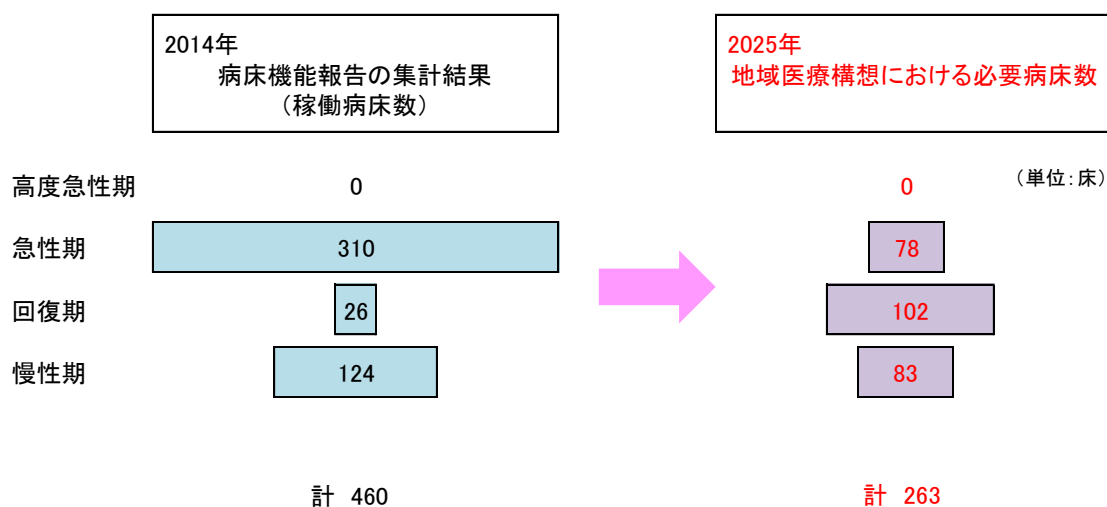 2014年
病床機能報告の集計結果
（稼働病床数）
2025年
地域医療構想における必要病床数
（単位：床）
高度急性期 0 0
急性期 310 78
回復期 26 102
慢性期 124 83
計 460 計 263